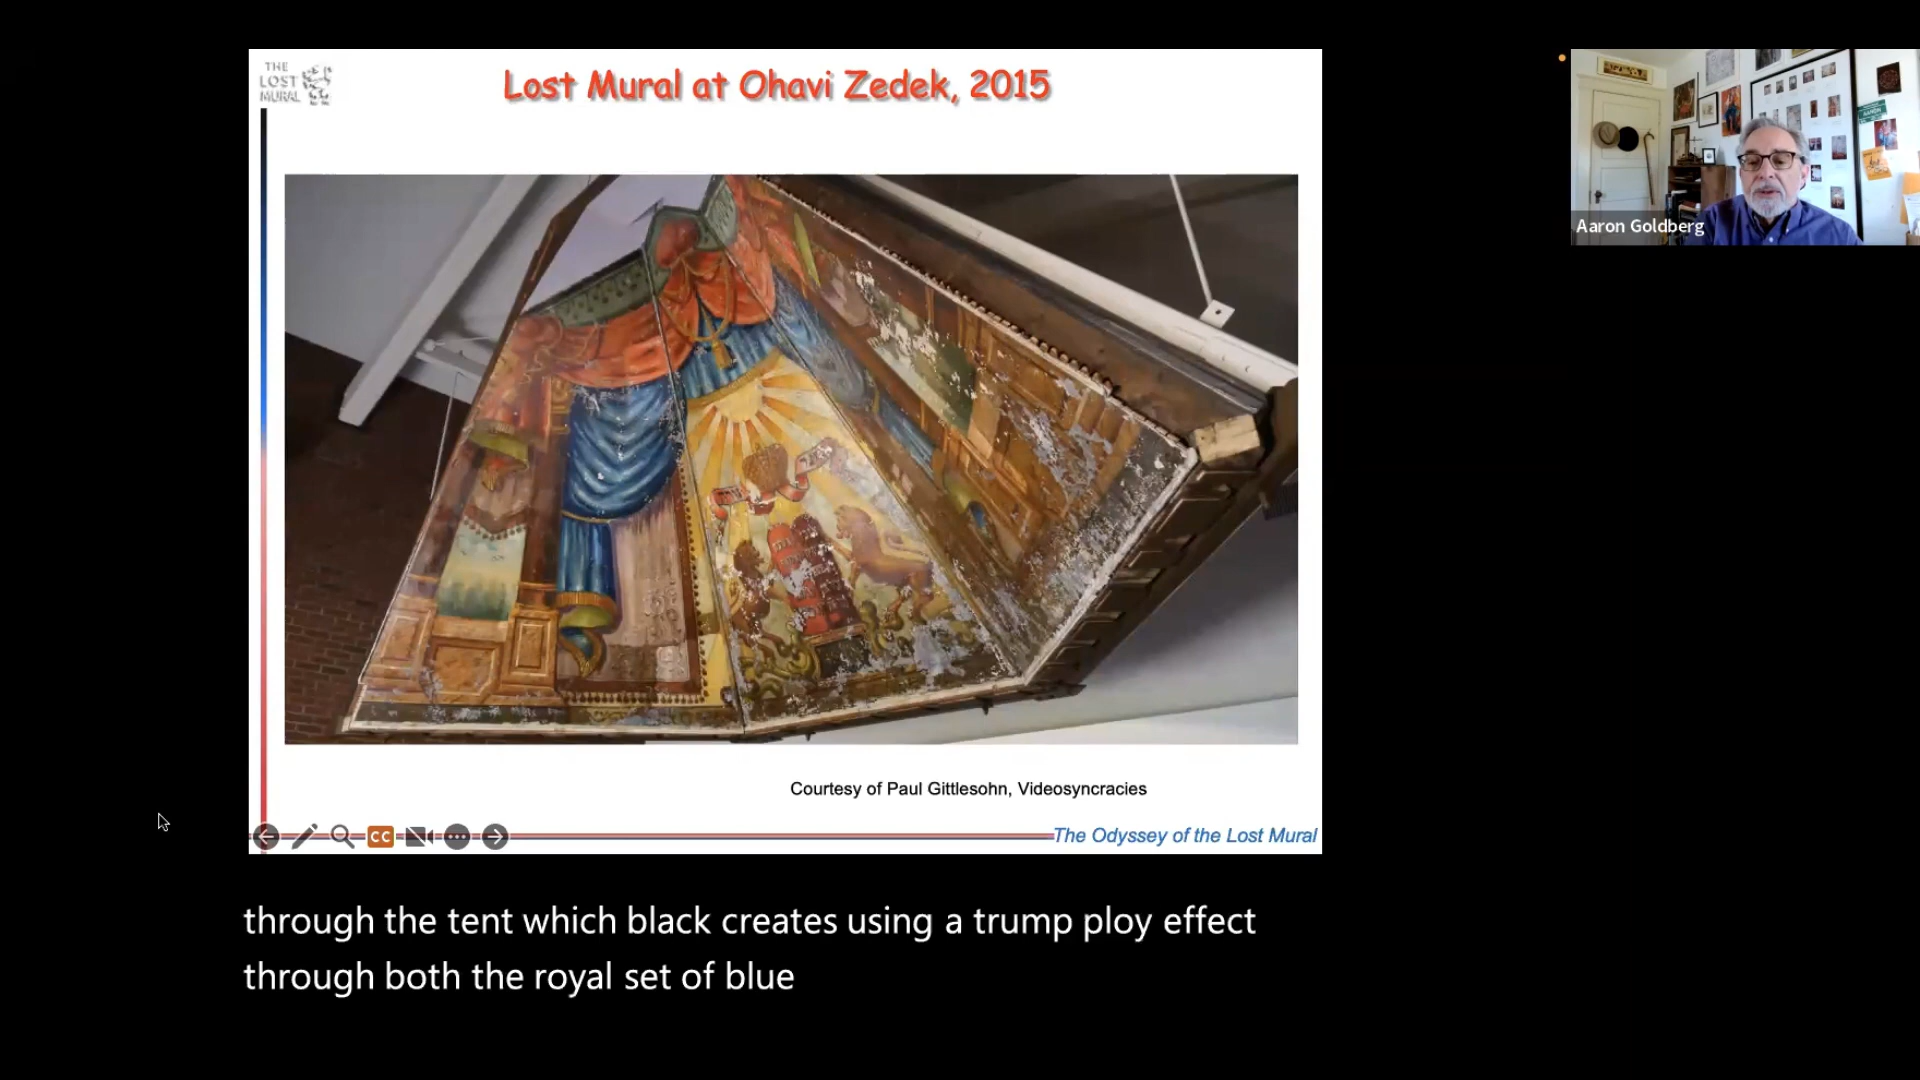 THE
LOST
MURAL
Lost Mural at Ohavi Zedek, 2015
Aaron Goldberg
Courtesy of Paul Gittlesohn, Videosyncracies
CC
The Odyssey of the Lost Mural
through the tent which black creates using a trump ploy effect
through both the royal set of blue